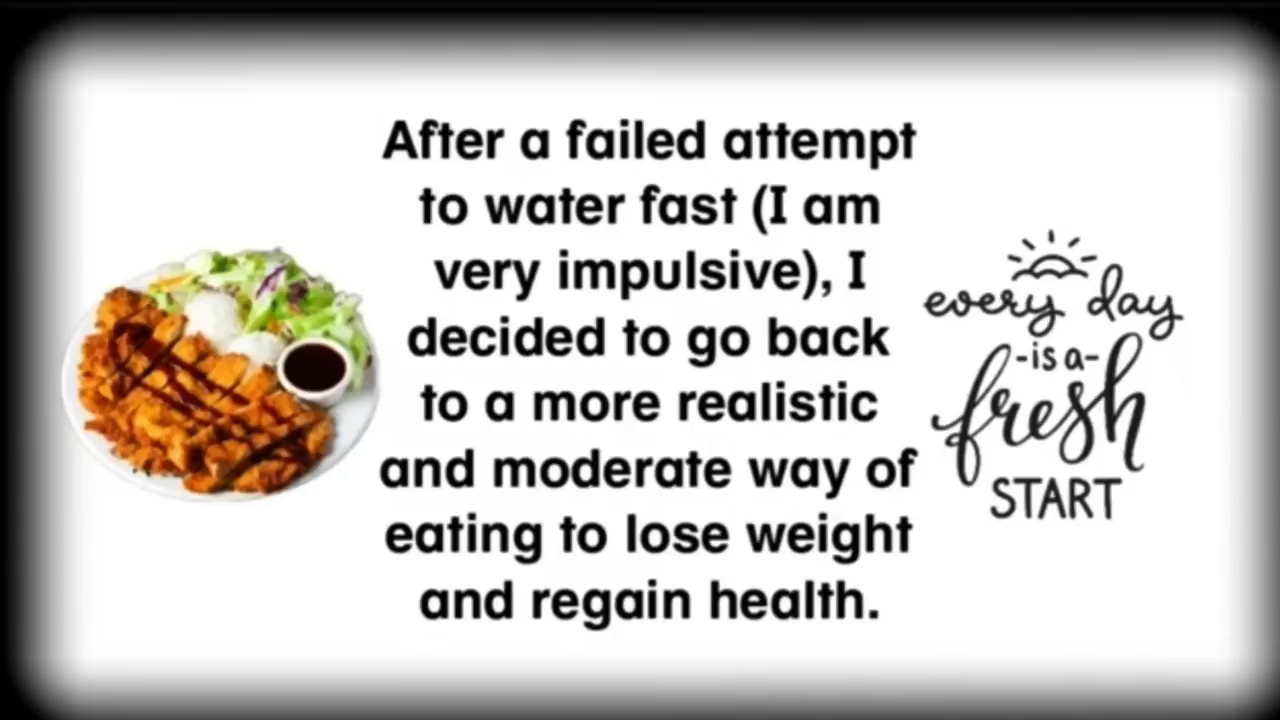 After a failed attempt
to water fast (I am
very impulsive), I
decided to go back
to a more realistic
and moderate way of
eating to lose weight
and regain health.
every day
-is a-
fresh
START